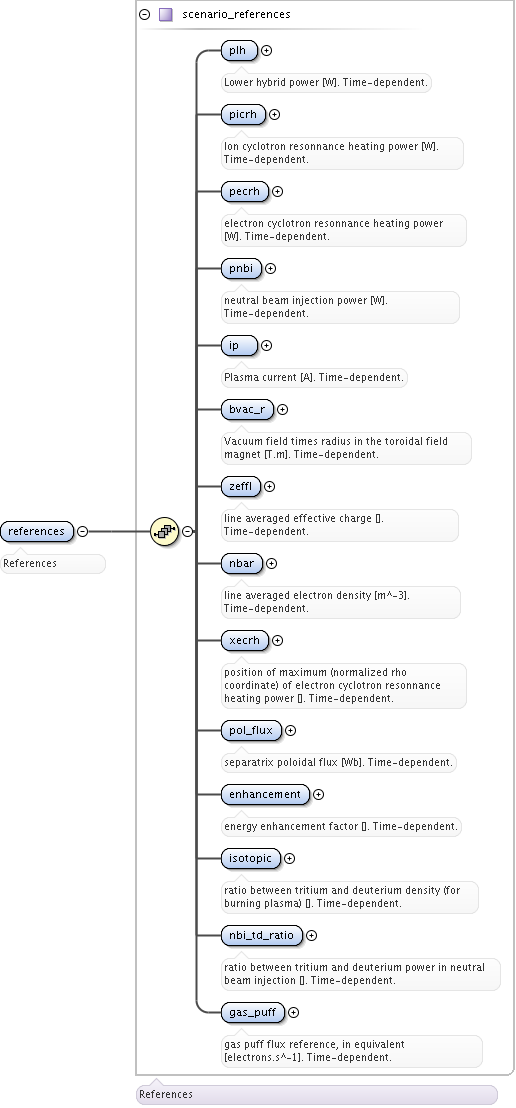 scenario_references
plh
Lower hybrid power [W]. Time-dependent.
picrh
Ion cyclotron resonnance heating power [W].
Time-dependent.
pecrh
electron cyclotron resonnance heating power
[W]. Time-dependent.
pnbi
neutral beam injection power [W].
Time-dependent.
ip
Plasma current [A]. Time-dependent.
bvac_r
Vacuum field times radius in the toroidal field
magnet [T.m]. Time-dependent.
zeffl
line averaged effective charge [].
Time-dependent.
references
References
nbar
line averaged electron density [m^-3].
Time-dependent.
xecrh
position of maximum (normalized rho
coordinate) of electron cyclotron resonnance
heating power []. Time-dependent.
pol_flux
separatrix poloidal flux [Wb]. Time-dependent.
enhancement
energy enhancement factor []. Time-dependent.
isotopic
ratio between tritium and deuterium density (for
burning plasma) []. Time-dependent.
nbi_td_ratio
ratio between tritium and deuterium power in neutral
beam injection []. Time-dependent.
gas_puff
gas puff flux reference, in equivalent
[electrons.s^-1]. Time-dependent.
References